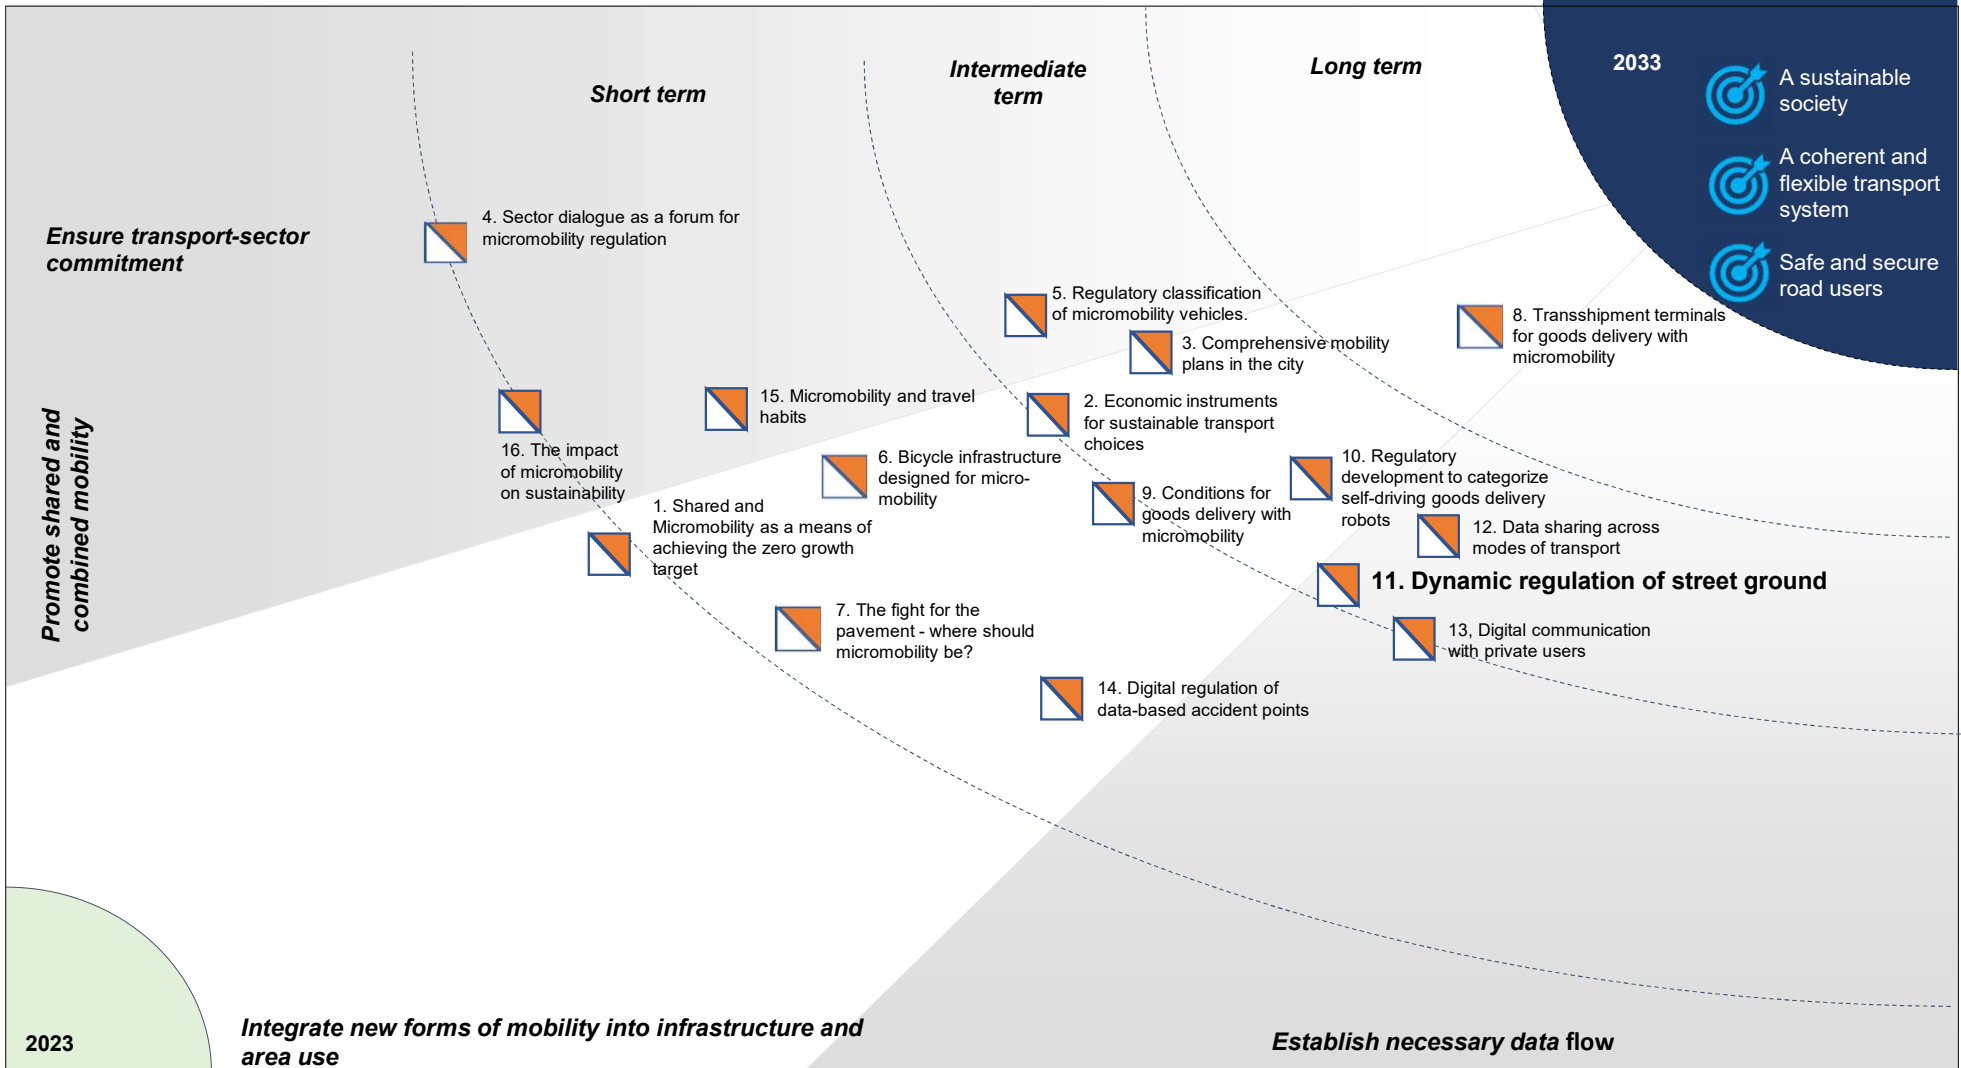 Short term
Intermediate
term
Long term
2033
A sustainable
society
A coherent and
flexible transport
system
Safe and secure
road users
Ensure transport-sector
commitment
4. Sector dialogue as a forum for
micromobility regulation
5. Regulatory classification
of micromobility vehicles.
3. Comprehensive mobility
plans in the city
8. Transshipment terminals
for goods delivery with
micromobility
Promote shared and
combined mobility
16. The impact
of micromobility
on sustainability
15. Micromobility and travel
habits
2. Economic instruments
for sustainable transport
choices
6. Bicycle infrastructure
designed for micro-
mobility
10. Regulatory
development to categorize
self-driving goods delivery
robots
9. Conditions for
goods delivery with
micromobility
1. Shared and
Micromobility as a means of
achieving the zero growth
target
12. Data sharing across
modes of transport
11. Dynamic regulation of street ground
7. The fight for the
pavement - where should
micromobility be?
13, Digital communication
with private users
14. Digital regulation of
data-based accident points
2023
Integrate new forms of mobility into infrastructure and
area use
Establish necessary data flow